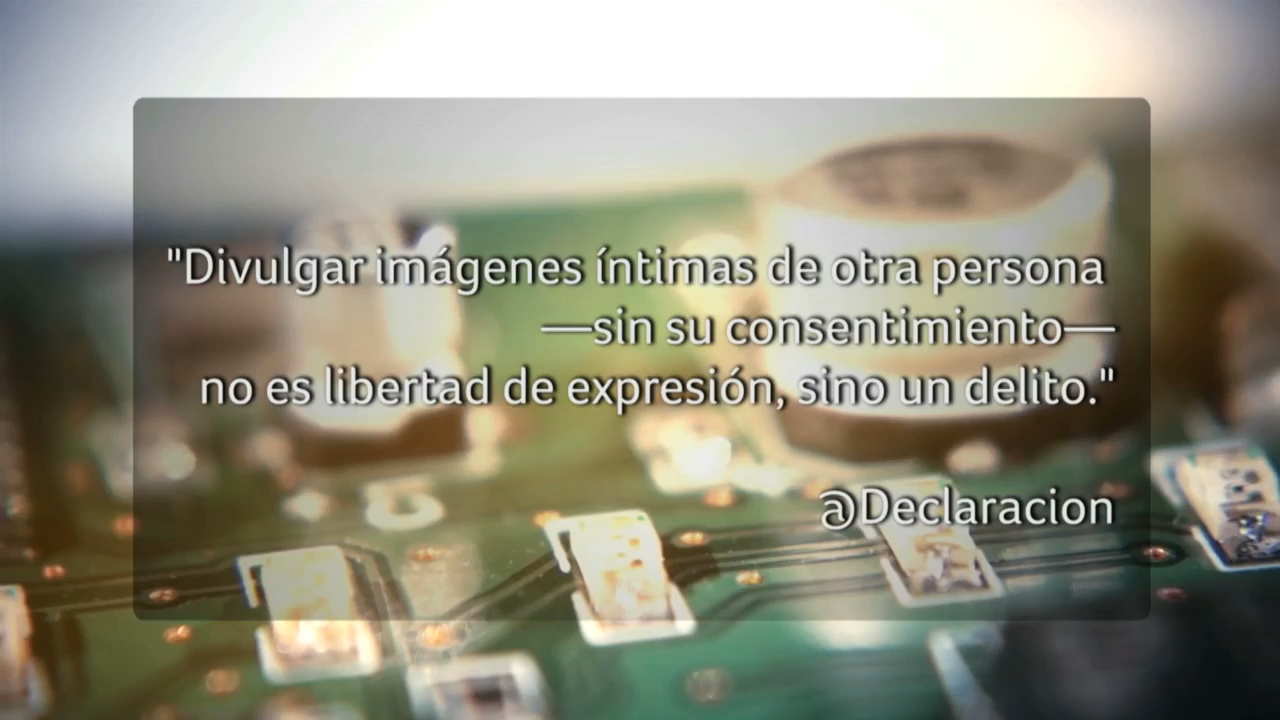 "Divulgar imágenes íntimas de otra persona
—sin su consentimiento—
no es libertad de expresión, sino un delito."
@Declaracion